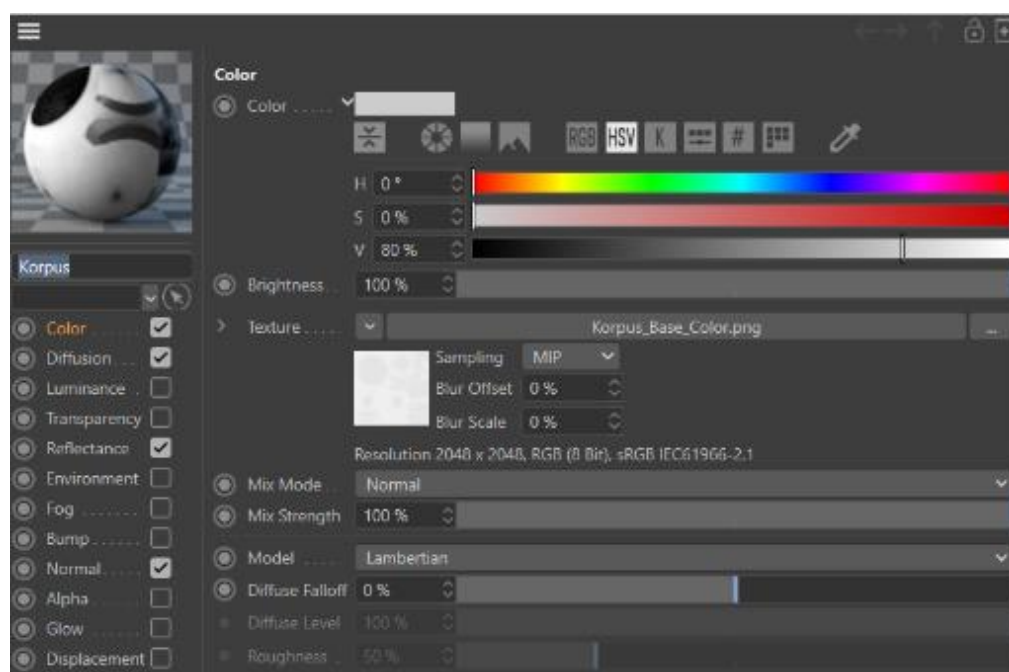 Color
Color
RGB HSV K #
H 0°
S 0%
V 80%
Korpus
Brightness 100 %
Color
Texture Korpus_Base_Color.png ...
Diffusion
Sampling MIP
Luminance
Blur Offset 0 %
Transparency
Blur Scale 0 %
Reflectance
Resolution 2048 x 2048, RGB (8 Bit), sRGB IEC61966-2.1
Environment
Mix Mode Normal
Fog
Mix Strength 100 %
Bump
Normal
Model Lambertian
Alpha
Diffuse Falloff 0 %
Glow
Diffuse Level 100 %
Displacement
Roughness 50 %